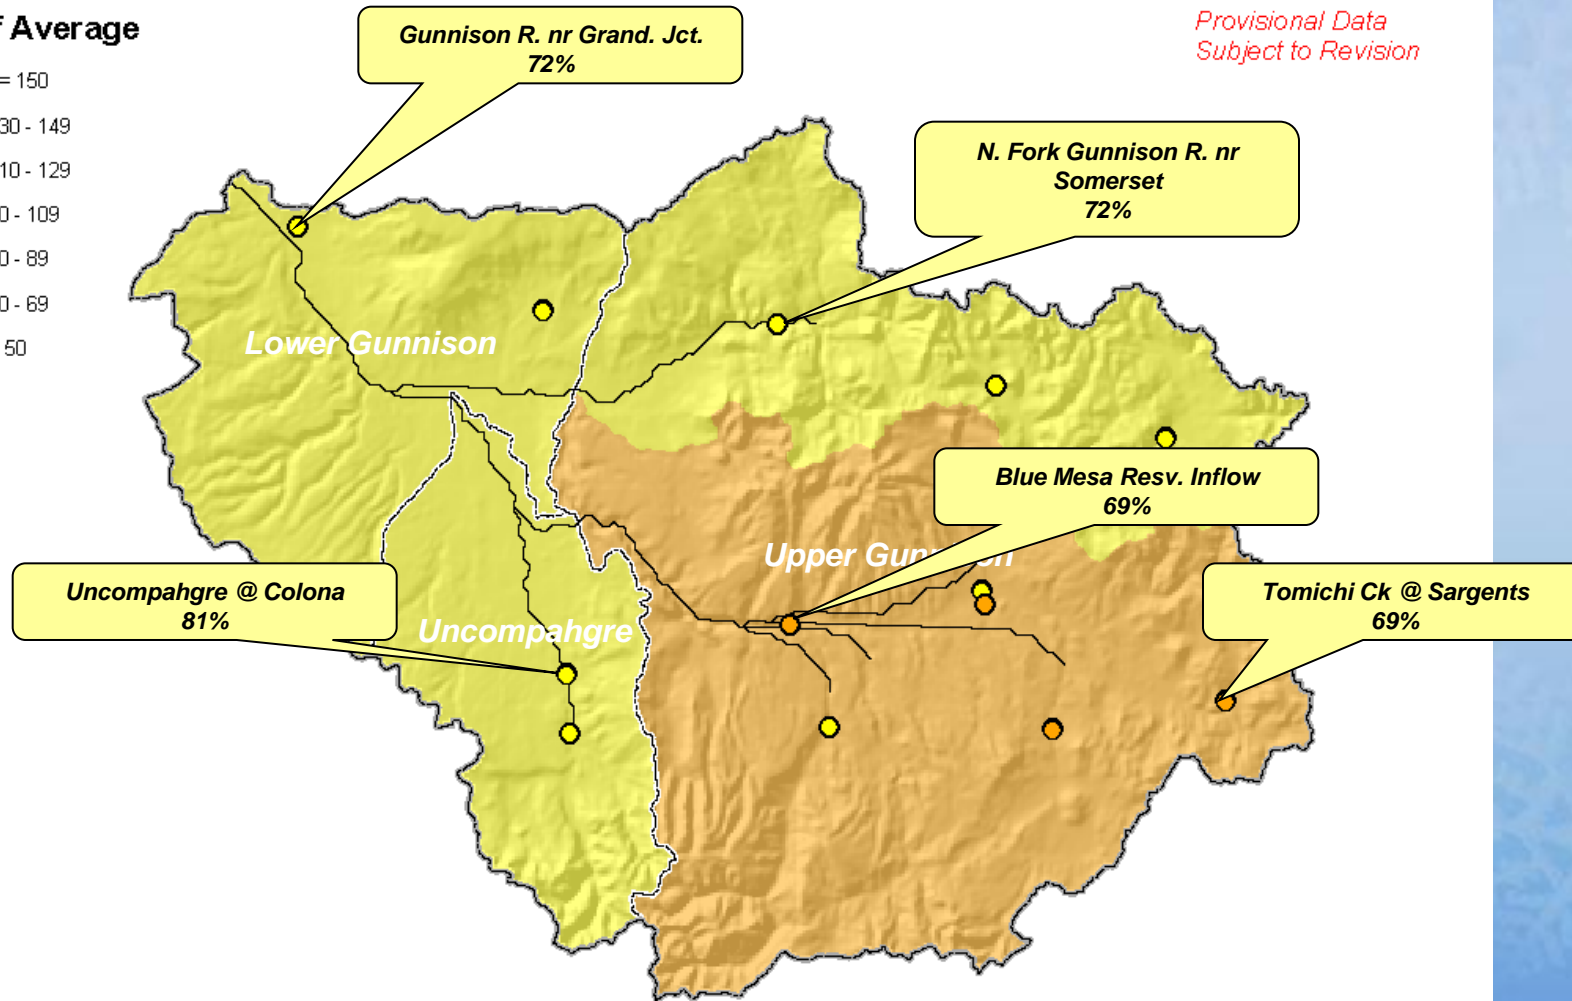 Average
Gunnison R. nr Grand. Jct.
72%
Provisional Data
Subject to Revision
= 150
30 - 149
10 - 129
0 - 109
0 - 89
0 - 69
50
N. Fork Gunnison R. nr
Somerset
72%
Lower Gunnison
Blue Mesa Resv. Inflow
69%
Upper
Uncompahgre @ Colona
81%
Tomichi Ck @ Sargents
69%
Uncompahgre